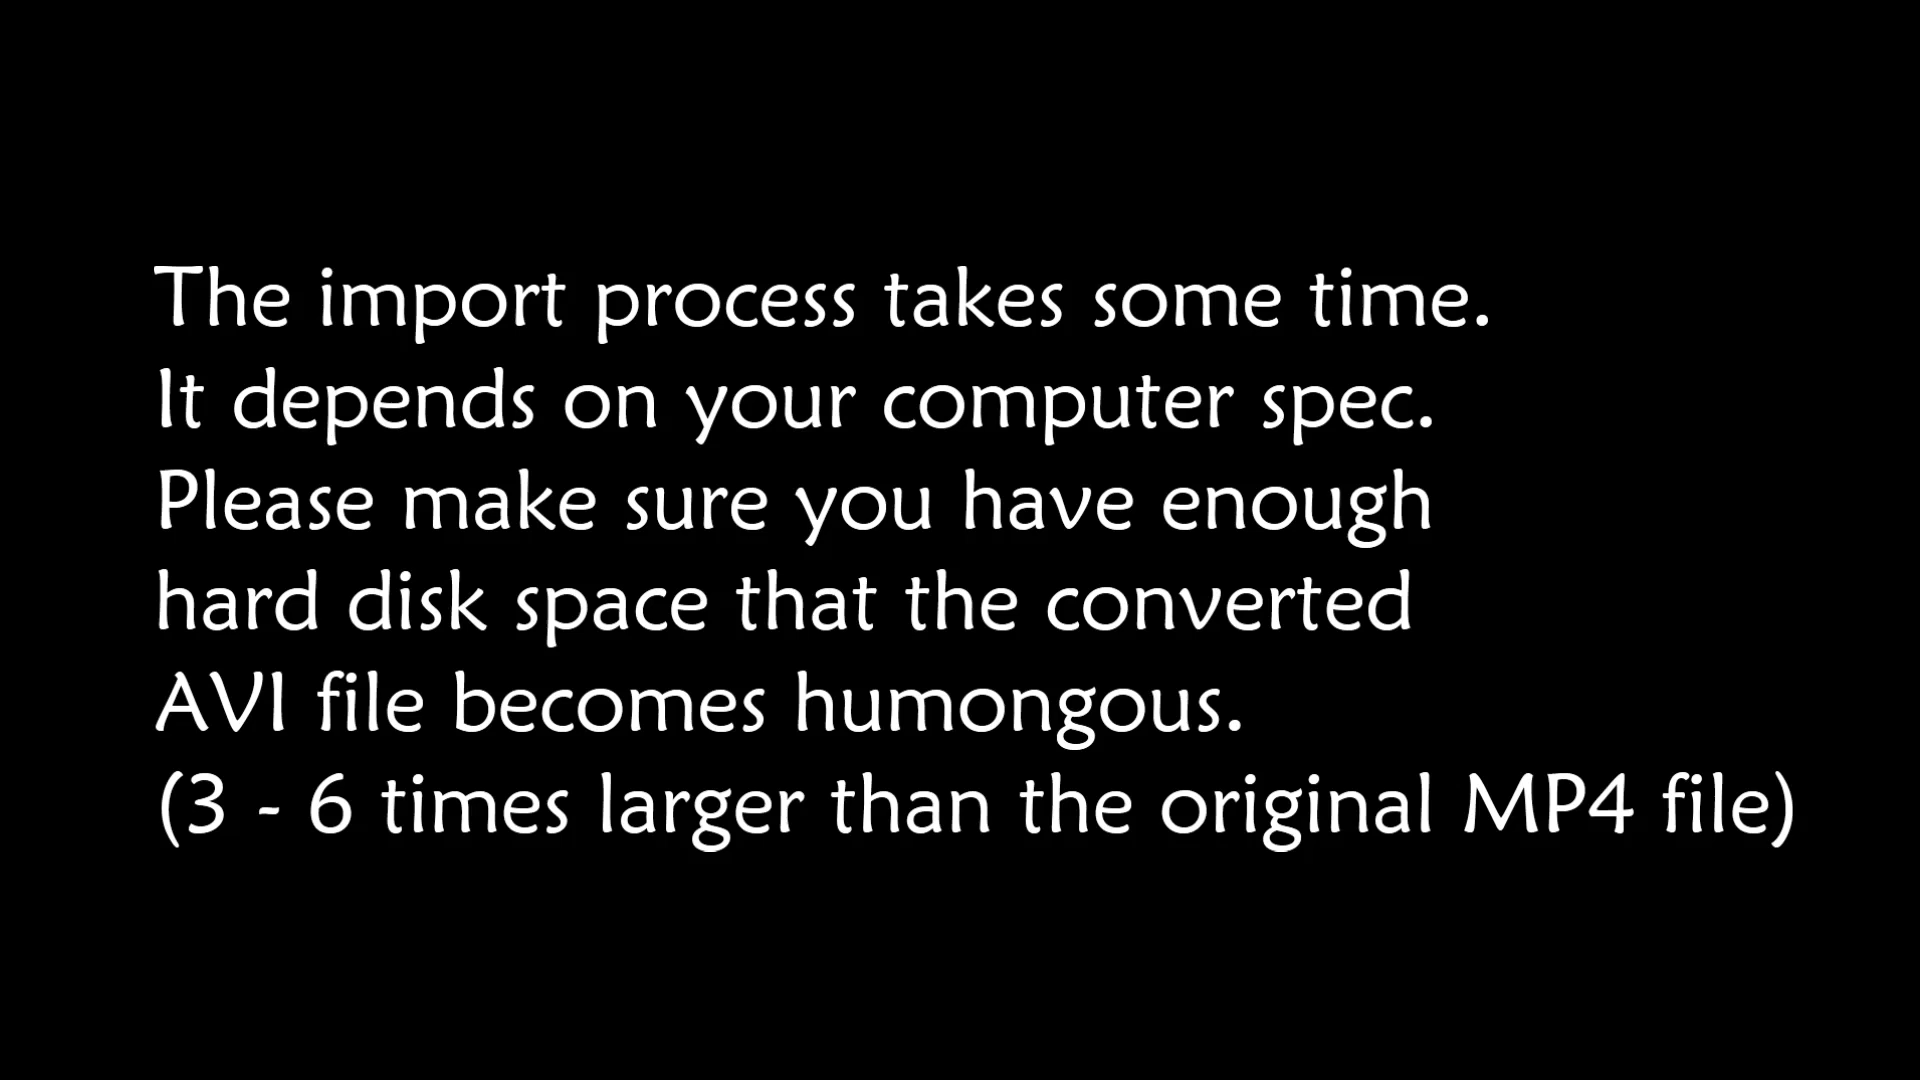 The import process takes some time.
It depends on your computer spec.
Please make sure you have enough
hard disk space that the converted
AVI file becomes humongous.
(3 - 6 times larger than the original MP4 file)